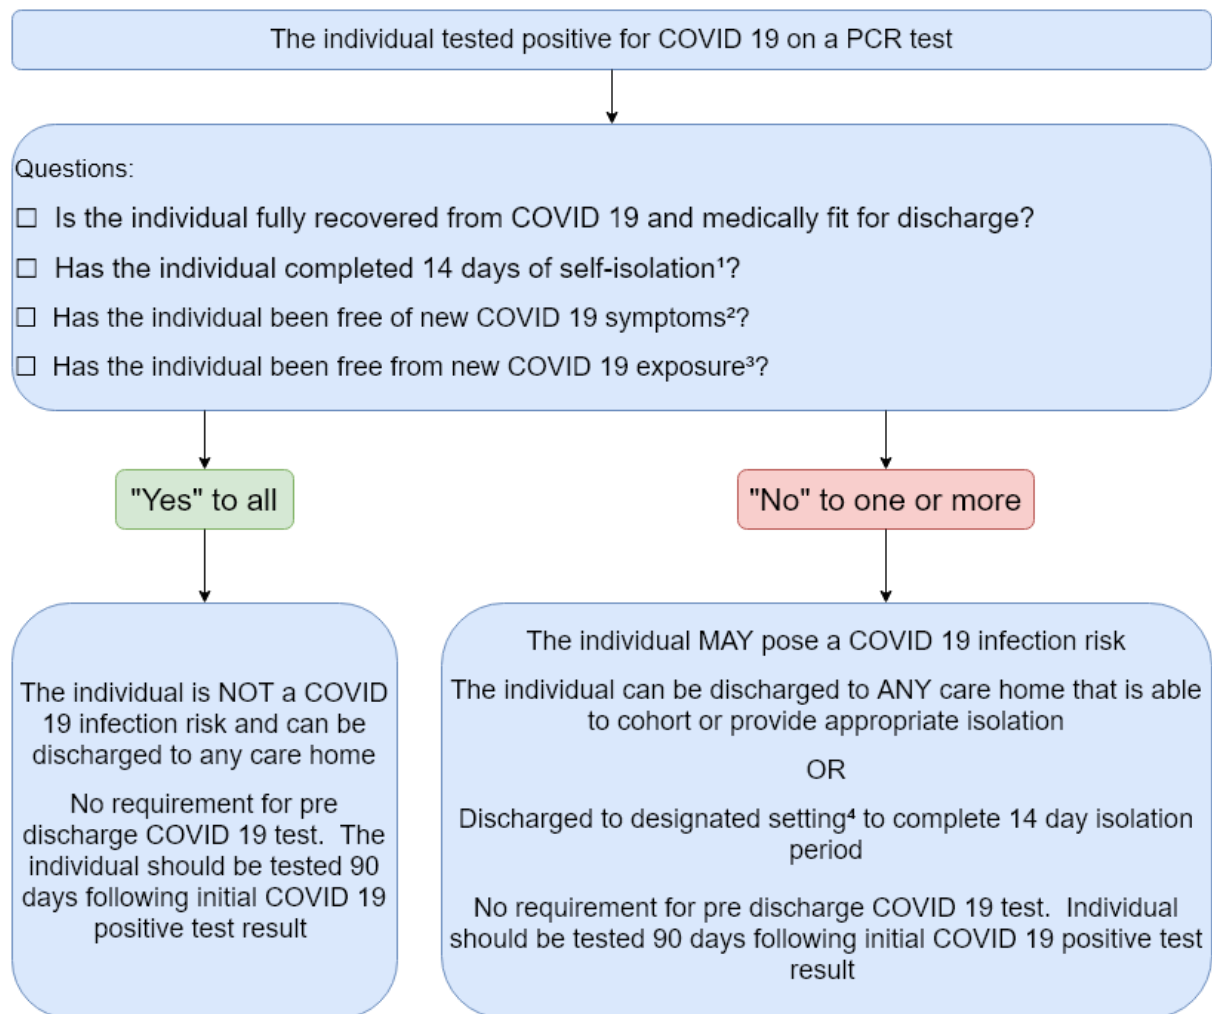 The individual tested positive for COVID 19 on a PCR test
Questions:
☐ Is the individual fully recovered from COVID 19 and medically fit for discharge?
☐ Has the individual completed 14 days of self-isolation¹?
☐ Has the individual been free of new COVID 19 symptoms²?
☐ Has the individual been free from new COVID 19 exposure³?
"Yes" to all
"No" to one or more
The individual is NOT a COVID
19 infection risk and can be
discharged to any care home
No requirement for pre
discharge COVID 19 test.  The
individual should be tested 90
days following initial COVID 19
positive test result
The individual MAY pose a COVID 19 infection risk
The individual can be discharged to ANY care home that is able
to cohort or provide appropriate isolation
OR
Discharged to designated setting⁴ to complete 14 day isolation
period
No requirement for pre discharge COVID 19 test.  Individual
should be tested 90 days following initial COVID 19 positive test
result